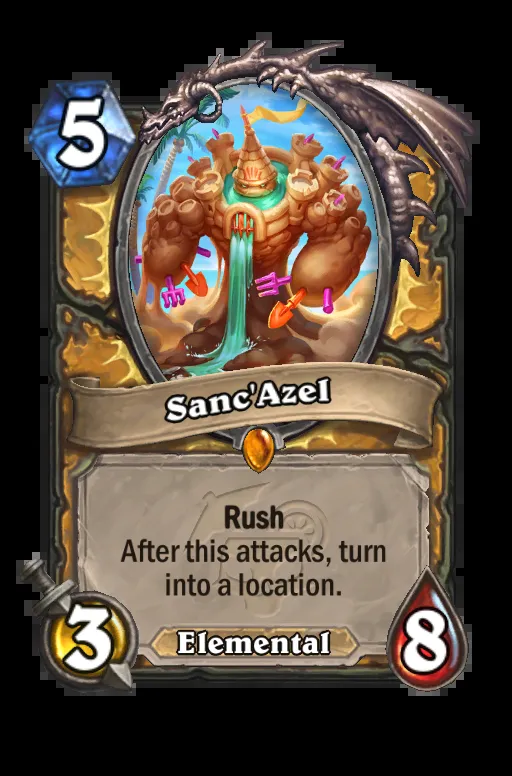 5
Sanc'Azel
Rush
After this attacks, turn
into a location.
3
Elemental
8